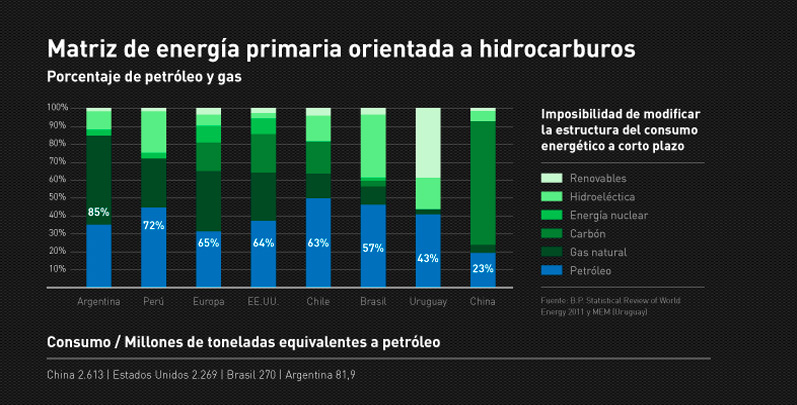 Matriz de energía primaria orientada a hidrocarburos
Porcentaje de petróleo y gas
100%
90%
80%
70%
60%
50%
40%
30%
20%
10%
85%
72%
65%
64%
63%
57%
43%
23%
Argentina
Perú
Europa
EE.UU.
Chile
Brasil
Uruguay
China
Imposibilidad de modificar
la estructura del consumo
energético a corto plazo
Renovables
Hidroeléctica
Energía nuclear
Carbón
Gas natural
Petróleo
Fuente: B.P. Statistical Review of World
Energy 2011 y MEM (Uruguay)
Consumo / Millones de toneladas equivalentes a petróleo
China 2.613 | Estados Unidos 2.269 | Brasil 270 | Argentina 81,9